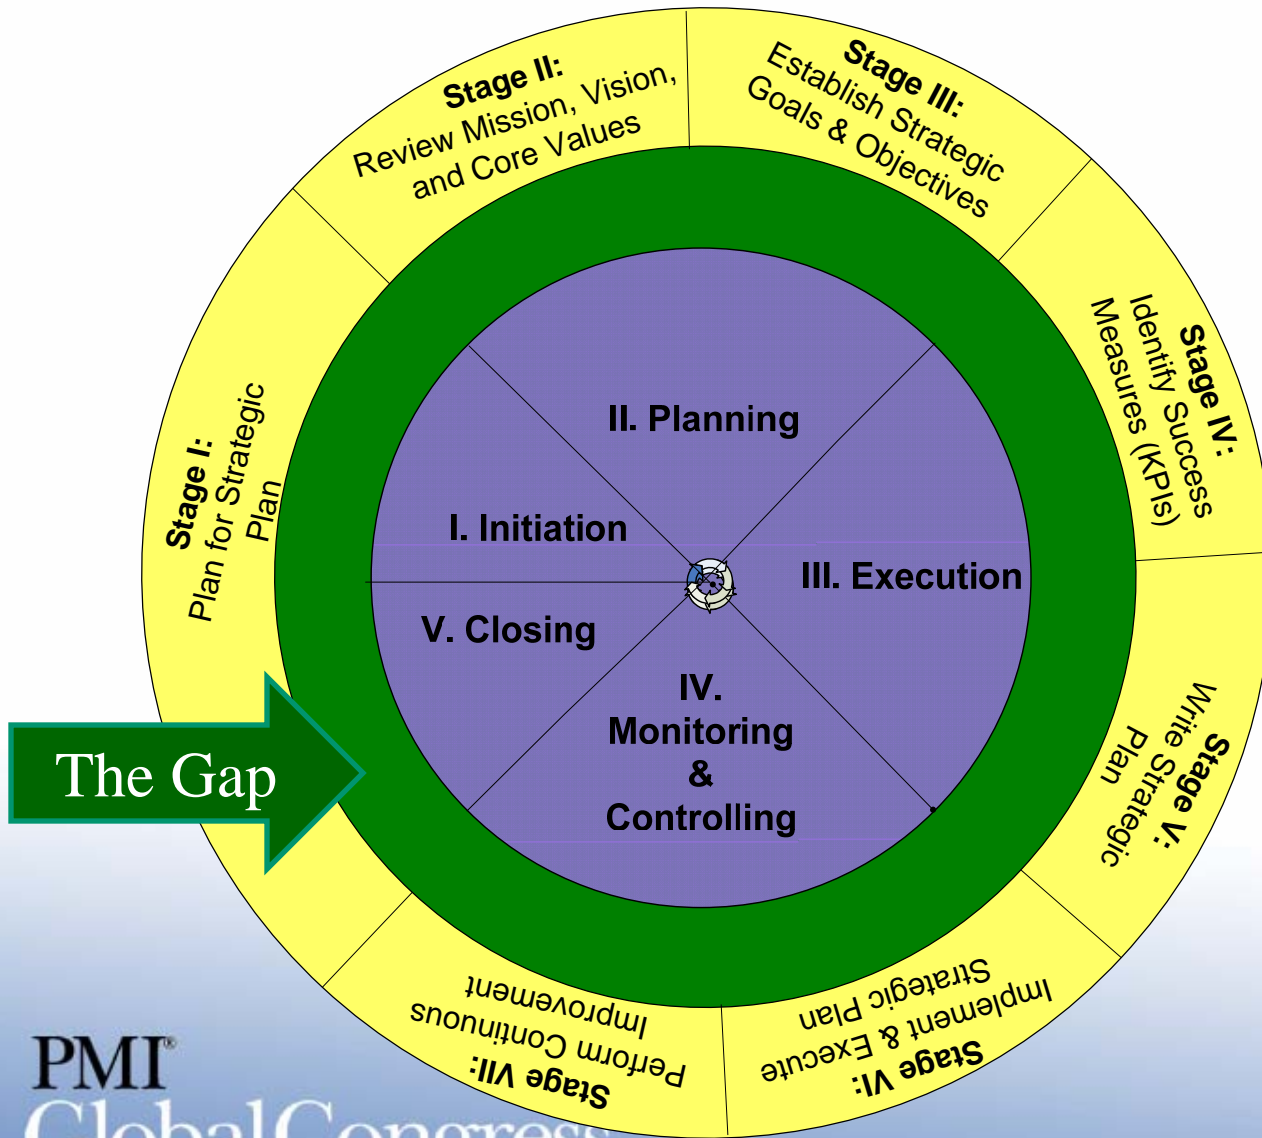 Stage I:
Plan for Strategic
Plan
Stage II:
Review Mission, Vision,
and Core Values
Stage III:
Establish Strategic
Goals & Objectives
Stage IV:
Identify Success
Measures (KPIs)
Stage V:
Write Strategic
Plan
Stage VI:
Implement & Execute
Strategic Plan
Stage VII:
Perform Continuous
Improvement
I. Initiation
II. Planning
III. Execution
IV.
Monitoring
&
Controlling
V. Closing
The Gap
PMI®
GlobalCongress